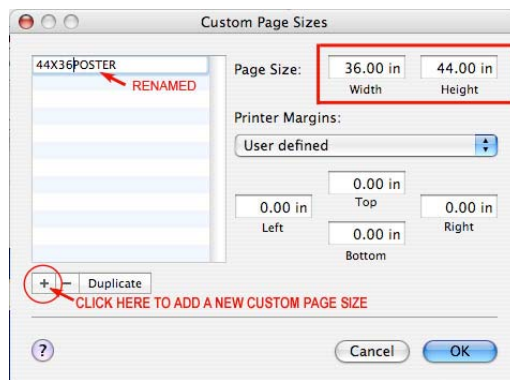 Custom Page Sizes
44X36POSTER
RENAMED
Page Size:
36.00 in
44.00 in
Width
Height
Printer Margins:
User defined
0.00 in
Top
0.00 in
Left
0.00 in
Right
0.00 in
Bottom
+
–
Duplicate
CLICK HERE TO ADD A NEW CUSTOM PAGE SIZE
?
Cancel
OK